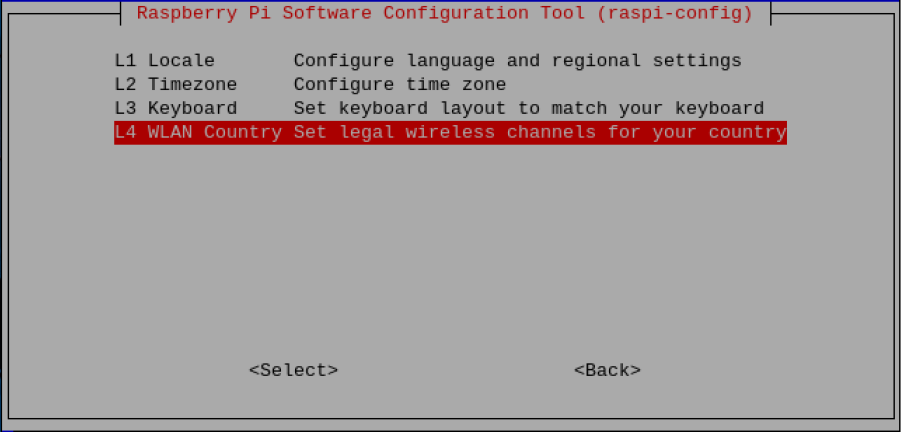 Raspberry Pi Software Configuration Tool (raspi-config)
L1 Locale Configure language and regional settings
L2 Timezone Configure time zone
L3 Keyboard Set keyboard layout to match your keyboard
L4 WLAN Country Set legal wireless channels for your country
<Select> <Back>